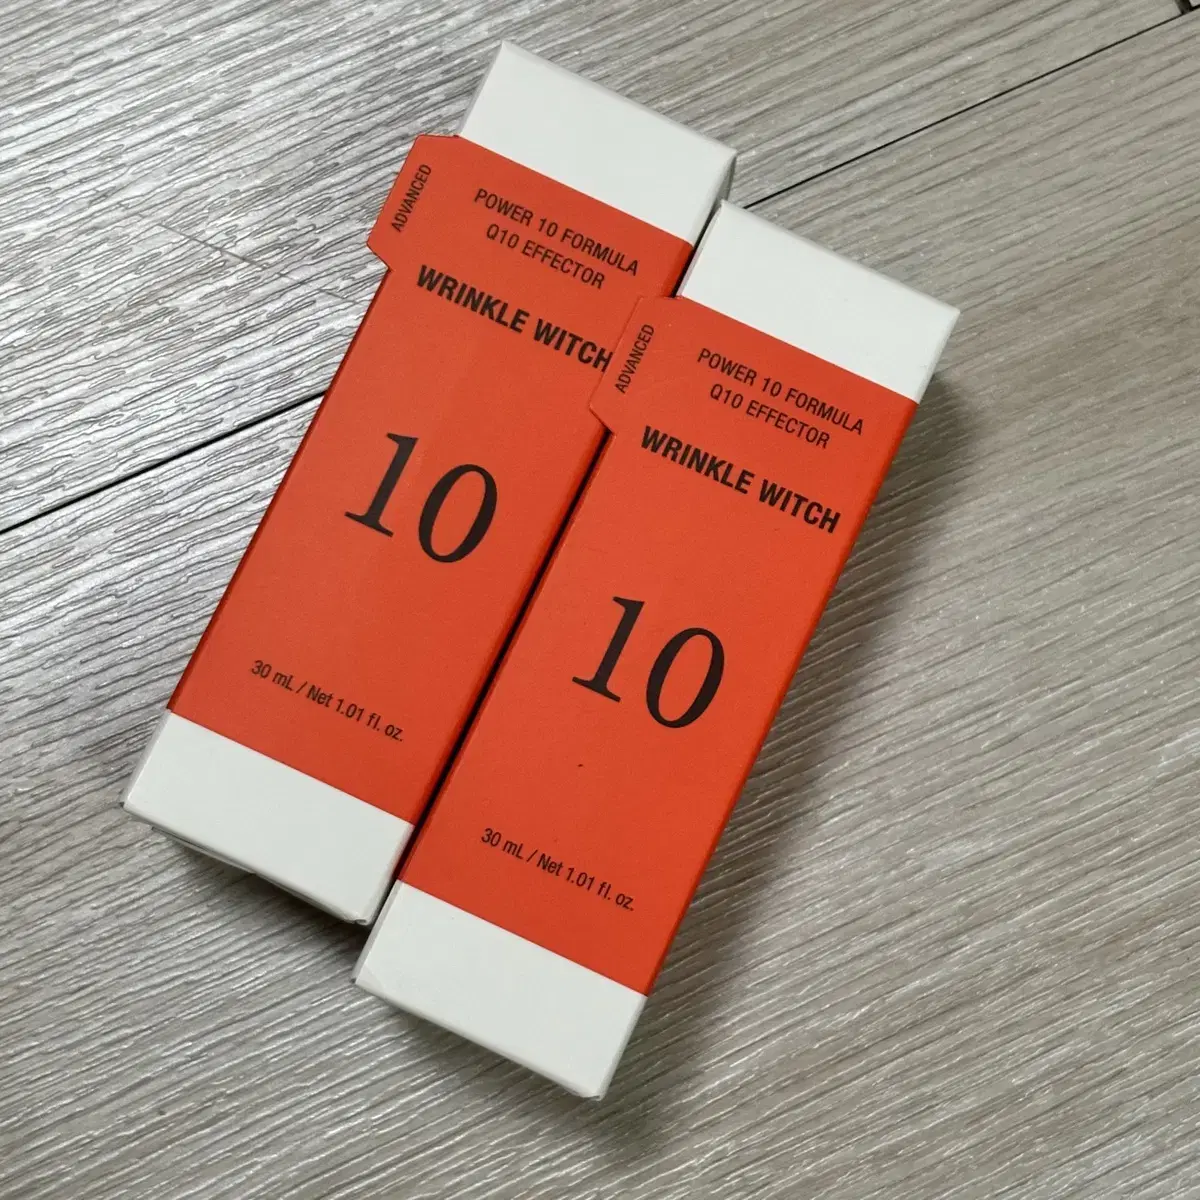 ADVANCED
POWER 10 FORMULA
Q10 EFFECTOR
WRINKLE WITCH
10
30 mL / Net 1.01 fl. oz.
ADVANCED
POWER 10 FORMULA
Q10 EFFECTOR
WRINKLE WITCH
10
30 mL / Net 1.01 fl. oz.